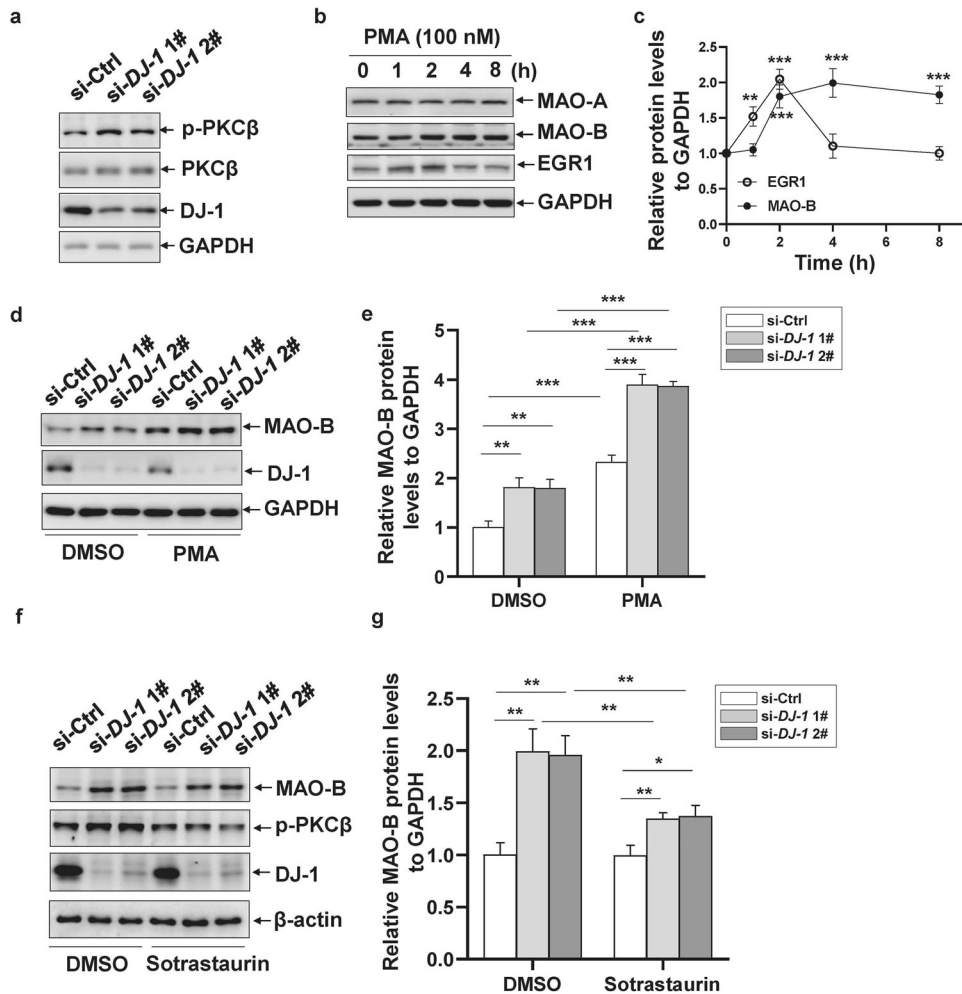 a
si-Ctrl
si-DJ-1 1#
si-DJ-1 2#
p-PKCβ
PKCβ
DJ-1
GAPDH
b
PMA (100 nM)
0 1 2 4 8 (h)
MAO-A
MAO-B
EGR1
GAPDH
c
Relative protein levels
to GAPDH
2.5
2.0
1.5
1.0
0.5
0.0
0 2 4 6 8
Time (h)
** *** *** *** ***
EGR1
MAO-B
d
si-Ctrl
si-DJ-1 1#
si-DJ-1 2#
si-Ctrl
si-DJ-1 1#
si-DJ-1 2#
MAO-B
DJ-1
GAPDH
DMSO PMA
e
Relative MAO-B protein
levels to GAPDH
5
4
3
2
1
0
***
***
***
***
***
**
**
DMSO PMA
si-Ctrl
si-DJ-1 1#
si-DJ-1 2#
f
si-Ctrl
si-DJ-1 1#
si-DJ-1 2#
si-Ctrl
si-DJ-1 1#
si-DJ-1 2#
MAO-B
p-PKCβ
DJ-1
β-actin
DMSO Sotrastaurin
g
Relative MAO-B protein levels
to GAPDH
2.5
2.0
1.5
1.0
0.5
0.0
** **
** **
*
**
DMSO Sotrastaurin
si-Ctrl
si-DJ-1 1#
si-DJ-1 2#